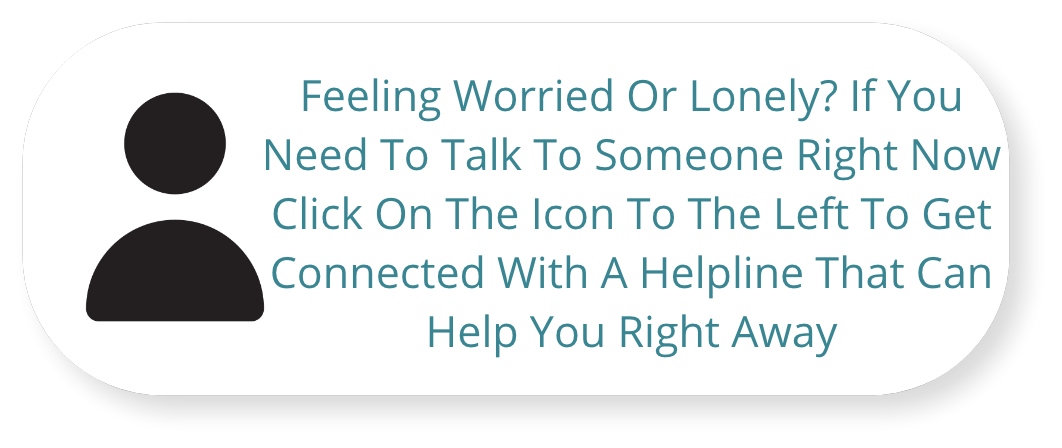 Feeling Worried Or Lonely? If You
Need To Talk To Someone Right Now
Click On The Icon To The Left To Get
Connected With A Helpline That Can
Help You Right Away